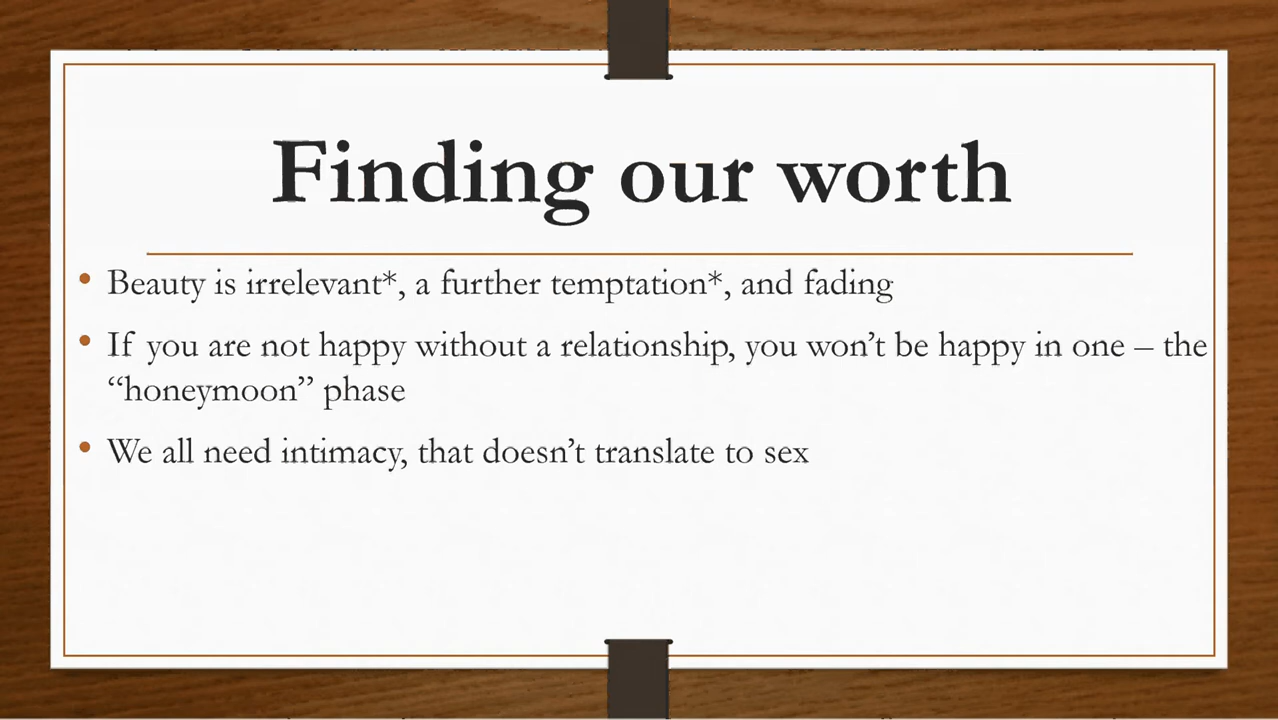 Finding our worth
• Beauty is irrelevant*, a further temptation*, and fading
• If you are not happy without a relationship, you won’t be happy in one – the
“honeymoon” phase
• We all need intimacy, that doesn’t translate to sex